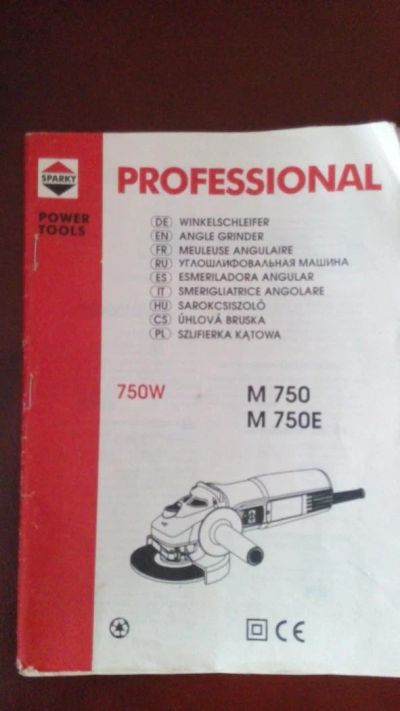 SPARKY
POWER
TOOLS
PROFESSIONAL
DE WINKELSCHLEIFER
EN ANGLE GRINDER
FR MEULEUSE ANGULAIRE
RU УГЛОШЛИФОВАЛЬНАЯ МАШИНА
ES ESMERILADORA ANGULAR
IT SMERIGLIATRICE ANGOLARE
HU SAROKCSISZOLÓ
CS ÚHLOVÁ BRUSKA
PL SZLIFIERKA KĄTOWA
750W
M 750
M 750E
CE